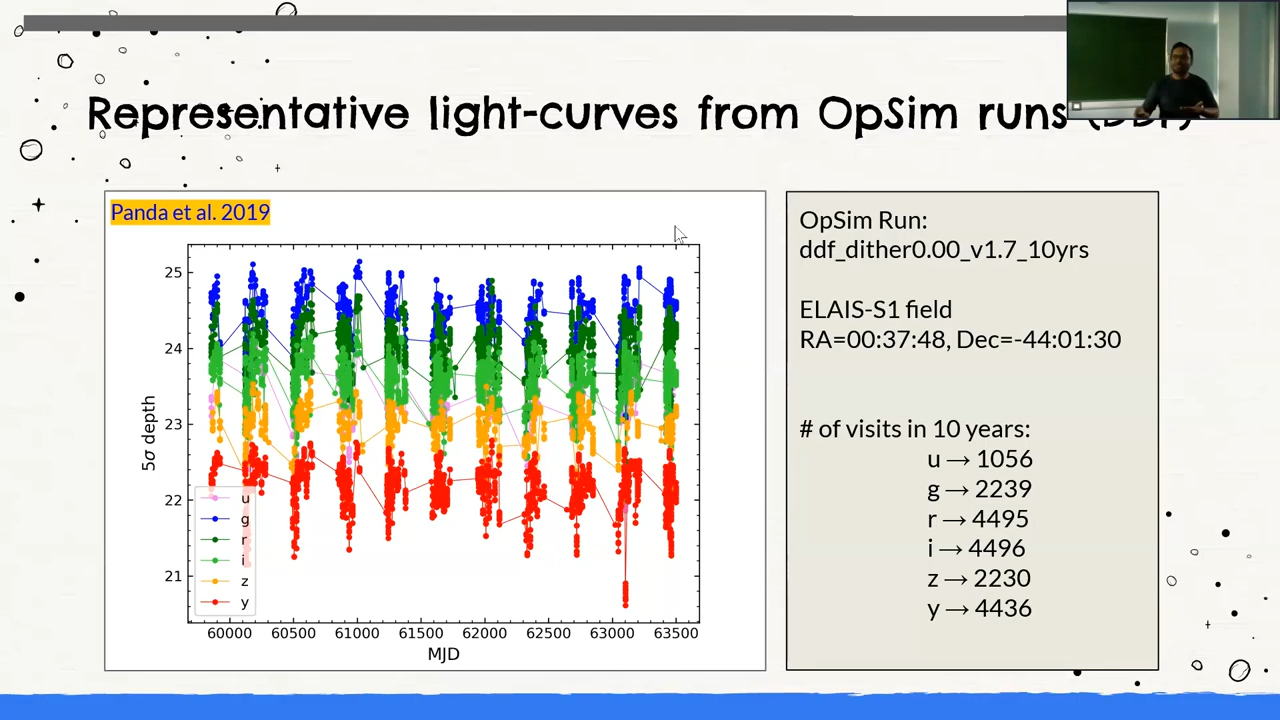 Representative light-curves from OpSim runs
Panda et al. 2019
25
24
23
22
21
5σ depth
u
g
r
i
z
y
60000 60500 61000 61500 62000 62500 63000 63500
MJD
OpSim Run:
ddf_dither0.00_v1.7_10yrs
ELAIS-S1 field
RA=00:37:48, Dec=-44:01:30
# of visits in 10 years:
u → 1056
g → 2239
r → 4495
i → 4496
z → 2230
y → 4436